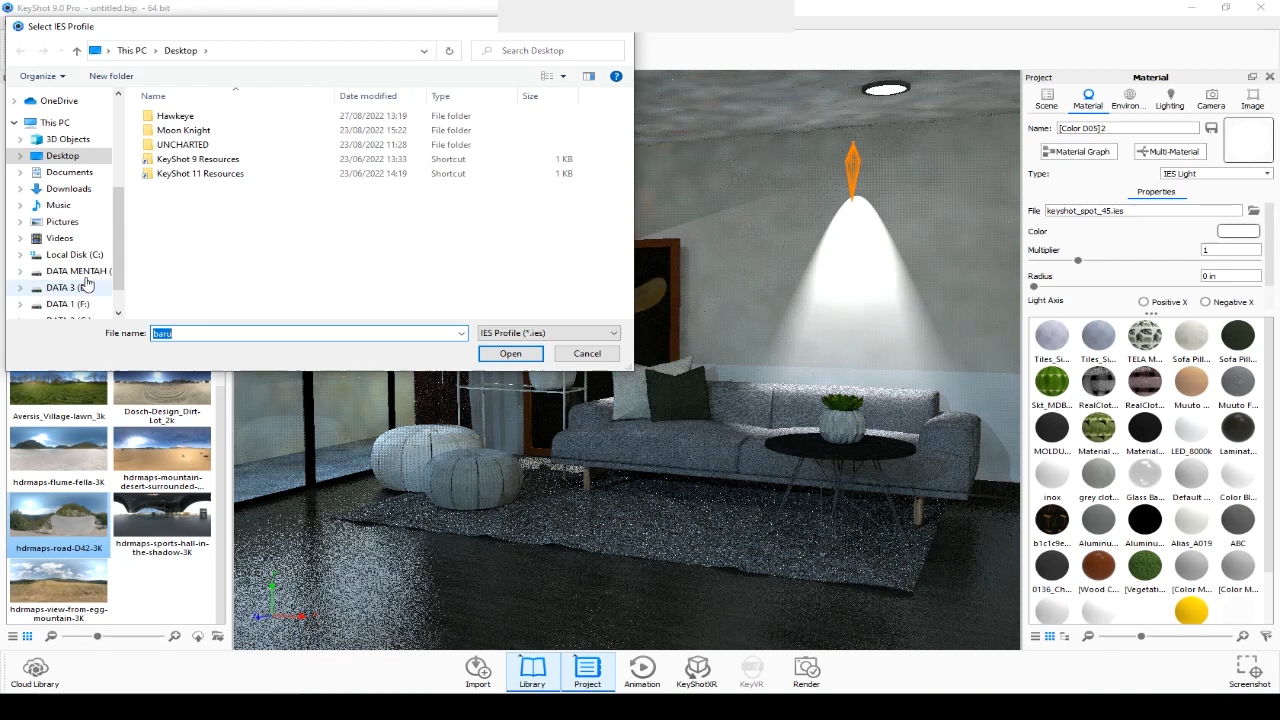 KeyShot 9.0 Pro - untitled.bip - 64 bit
Select IES Profile
This PC > Desktop >
Search Desktop
Organize
New folder
Name
Date modified
Type
Size
OneDrive
This PC
3D Objects
Desktop
Documents
Downloads
Music
Pictures
Videos
Local Disk (C:)
DATA MENTAH (
DATA 3 (
DATA 1 (F:)
Hawkeye 27/08/2022 13:19 File folder
Moon Knight 23/08/2022 15:22 File folder
UNCHARTED 23/08/2022 11:28 File folder
KeyShot 9 Resources 23/06/2022 13:33 Shortcut 1 KB
KeyShot 11 Resources 23/06/2022 14:19 Shortcut 1 KB
File name: baru
IES Profile (*.ies)
Open
Cancel
Aversis_Village-lawn_3k
Dosch-Design_Dirt-Lot_2k
hdrmaps-flume-fella-3K
hdrmaps-mountain-desert-surrounded-...
hdrmaps-road-D42-3K
hdrmaps-sports-hall-in-the-shadow-3K
hdrmaps-view-from-egg-mountain-3K
Project
Material
Scene
Material
Environ...
Lighting
Camera
Image
Name: [Color D05]2
Material Graph
Multi-Material
Type: IES Light
Properties
File keyshot_spot_45.ies
Color
Multiplier 1
Radius 0 in
Light Axis Positive X Negative X
Tiles_Si... Tiles_Si... TELA M... Sofa Pill... Sofa Pill...
Skt_MDB... RealClot... RealClot... Muuto ... Muuto F...
MOLDU... Material... Material... LED_8000k Laminat...
inox grey clot... Glass Ba... Default ... Color Bl...
b1c1c9e... Aluminu... Aluminu... Alias_A019 ABC
0136_Ch... [Wood C... [Vegetati... [Color M... [Color M...
Cloud Library
Import
Library
Project
Animation
KeyShotXR
KeyVR
Render
Screenshot